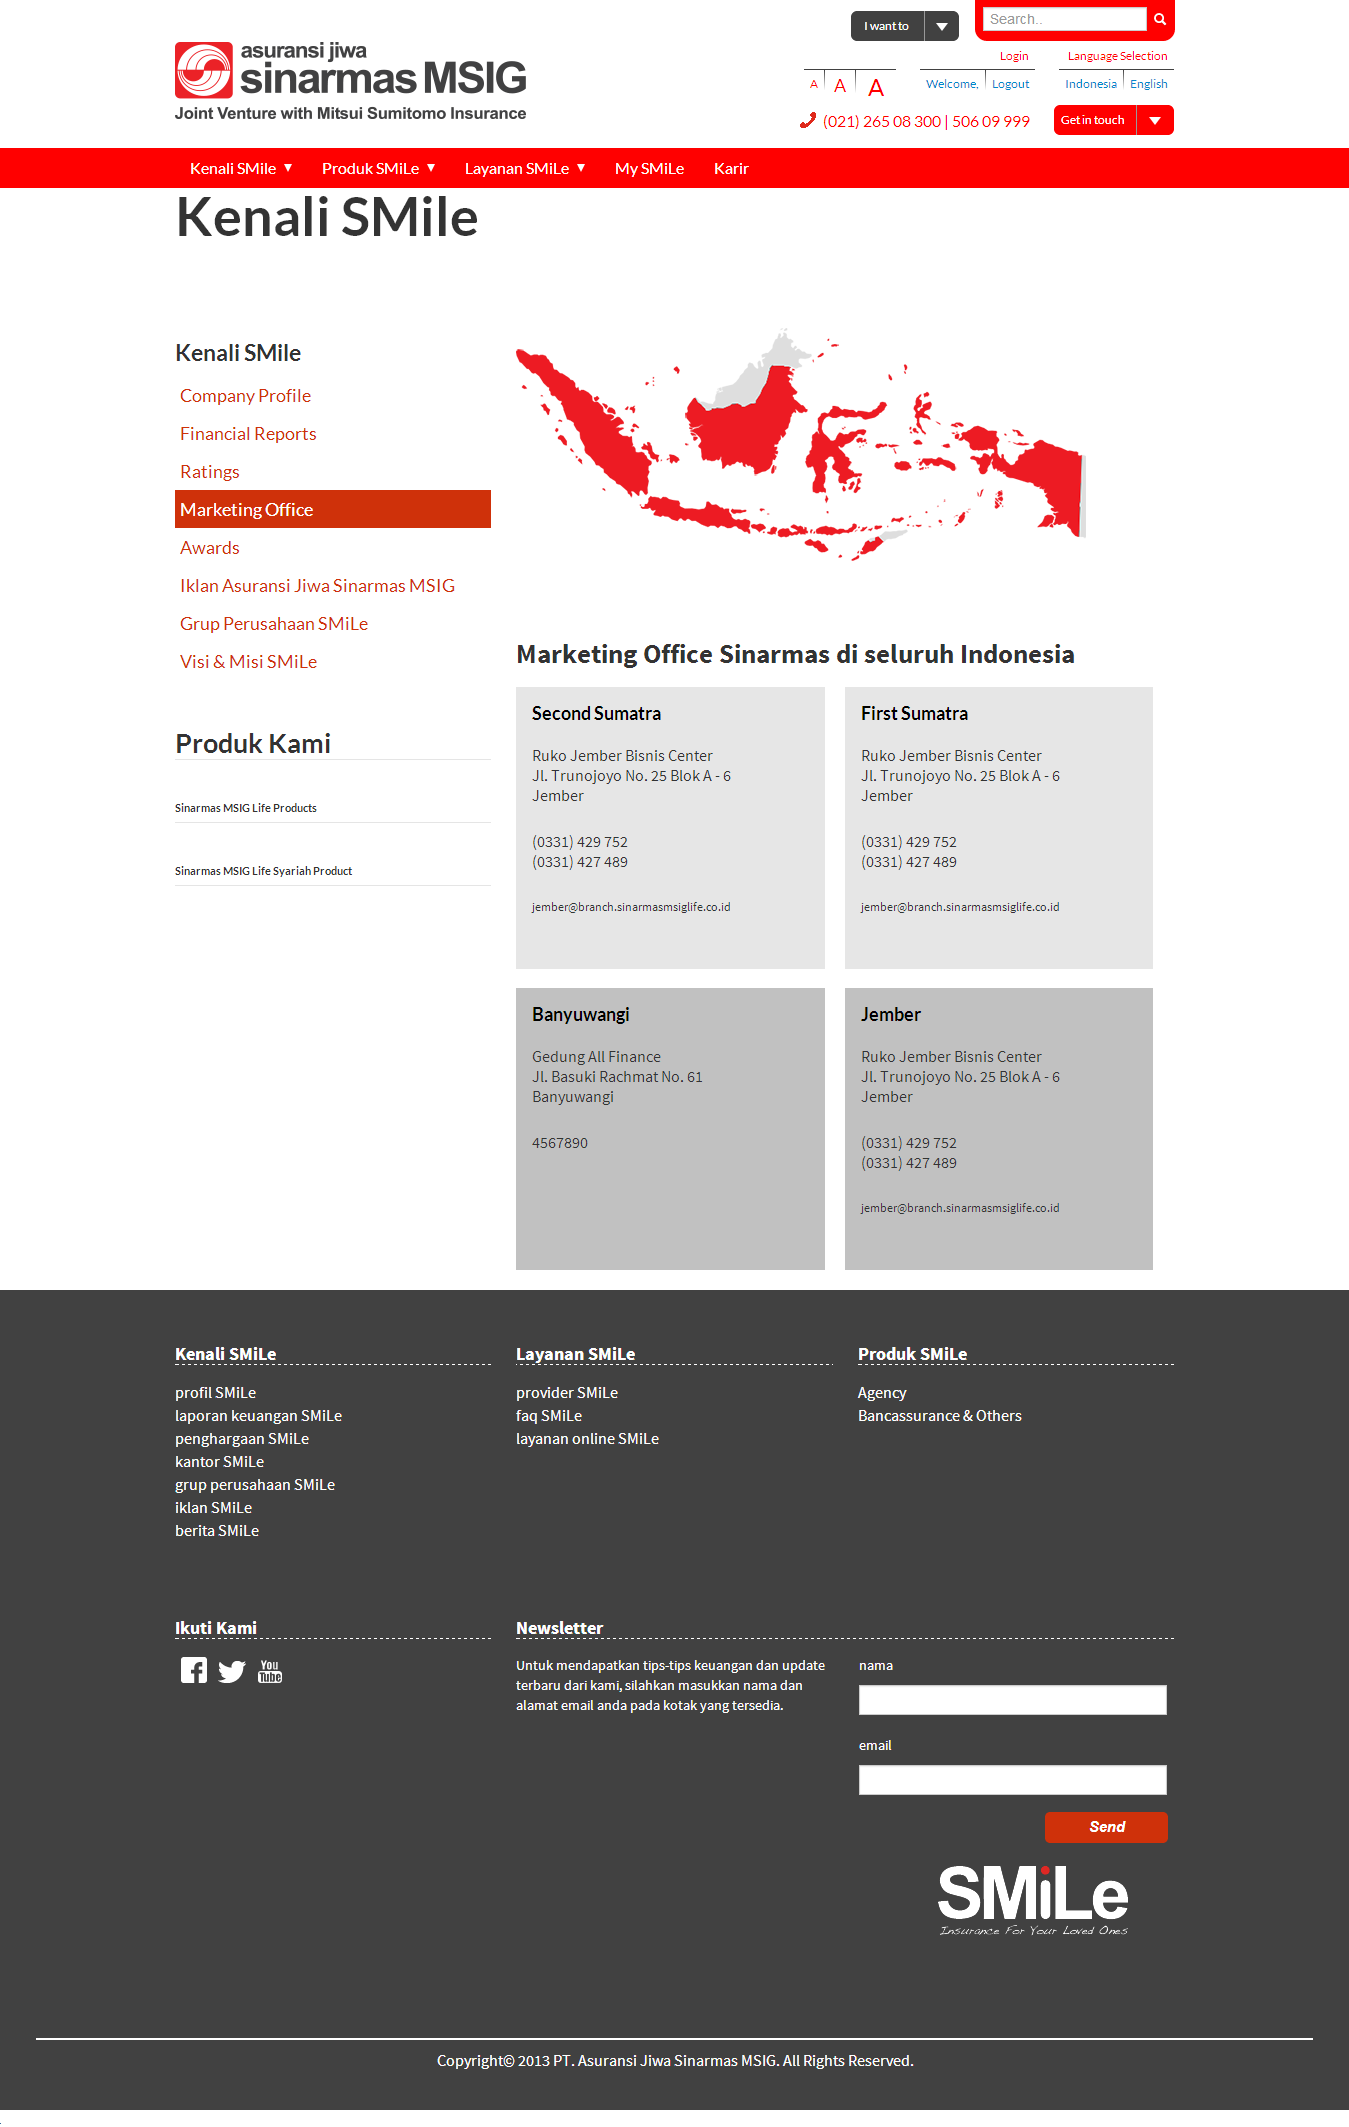 I want to
Search..
asuransi jiwa
sinarmas MSIG
Joint Venture with Mitsui Sumitomo Insurance
Login
Language Selection
A A A
Welcome, Logout
Indonesia English
(021) 265 08 300 | 506 09 999
Get in touch
Kenali SMile ▼ Produk SMiLe ▼ Layanan SMiLe ▼ My SMiLe Karir
Kenali SMile
Kenali SMile
Company Profile
Financial Reports
Ratings
Marketing Office
Awards
Iklan Asuransi Jiwa Sinarmas MSIG
Grup Perusahaan SMiLe
Visi & Misi SMiLe
Produk Kami
Sinarmas MSIG Life Products
Sinarmas MSIG Life Syariah Product
Marketing Office Sinarmas di seluruh Indonesia
Second Sumatra
Ruko Jember Bisnis Center
Jl. Trunojoyo No. 25 Blok A - 6
Jember
(0331) 429 752
(0331) 427 489
jember@branch.sinarmasmsiglife.co.id
First Sumatra
Ruko Jember Bisnis Center
Jl. Trunojoyo No. 25 Blok A - 6
Jember
(0331) 429 752
(0331) 427 489
jember@branch.sinarmasmsiglife.co.id
Banyuwangi
Gedung All Finance
Jl. Basuki Rachmat No. 61
Banyuwangi
4567890
Jember
Ruko Jember Bisnis Center
Jl. Trunojoyo No. 25 Blok A - 6
Jember
(0331) 429 752
(0331) 427 489
jember@branch.sinarmasmsiglife.co.id
Kenali SMiLe
profil SMiLe
laporan keuangan SMiLe
penghargaan SMiLe
kantor SMiLe
grup perusahaan SMiLe
iklan SMiLe
berita SMiLe
Layanan SMiLe
provider SMiLe
faq SMiLe
layanan online SMiLe
Produk SMiLe
Agency
Bancassurance & Others
Ikuti Kami
You
Tube
Newsletter
Untuk mendapatkan tips-tips keuangan dan update
terbaru dari kami, silahkan masukkan nama dan
alamat email anda pada kotak yang tersedia.
nama
email
Send
SMiLe
Insurance For Your Loved Ones
Copyright© 2013 PT. Asuransi Jiwa Sinarmas MSIG. All Rights Reserved.